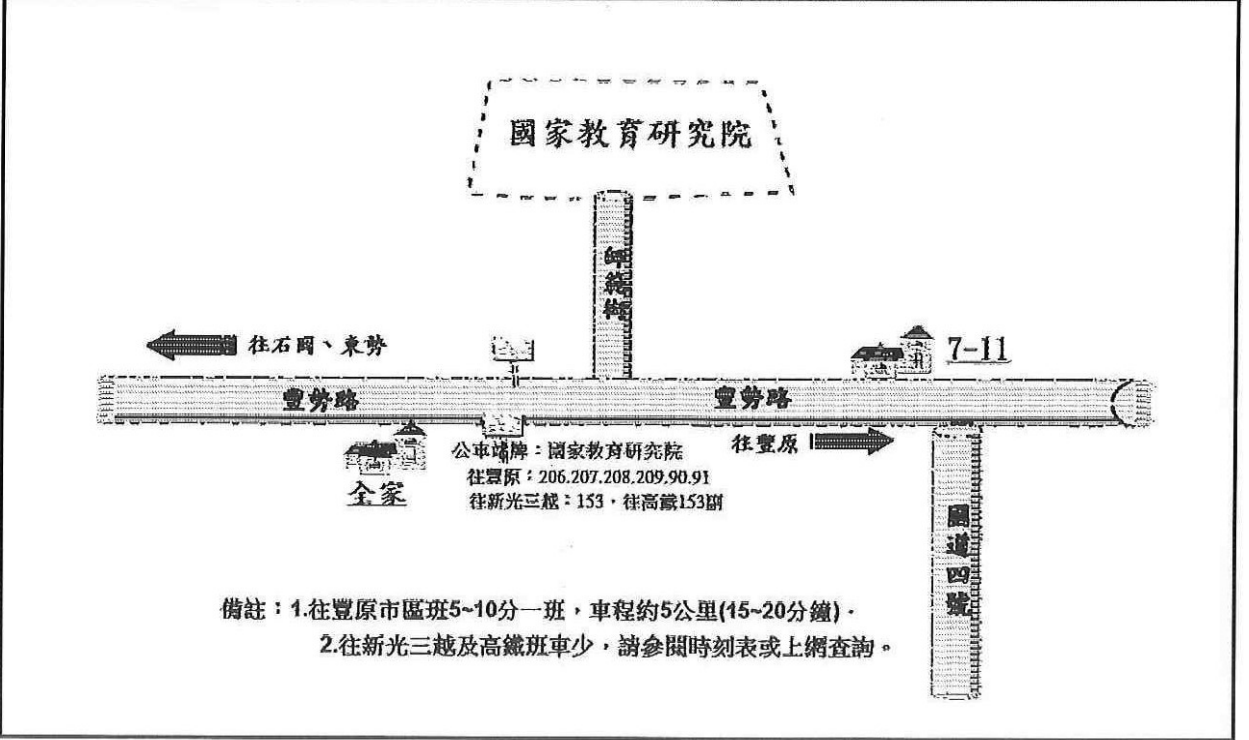 國家教育研究院
師範街
往石岡、東勢
7-11
豐勢路
豐勢路
公車站牌：國家教育研究院
往豐原：206.207.208.209.90.91
往新光三越：153，往高鐵153副
往豐原
全家
國道四號
備註：1.往豐原市區班5~10分一班，車程約5公里(15~20分鐘)。
2.往新光三越及高鐵班車少，請參閱時刻表或上網查詢。